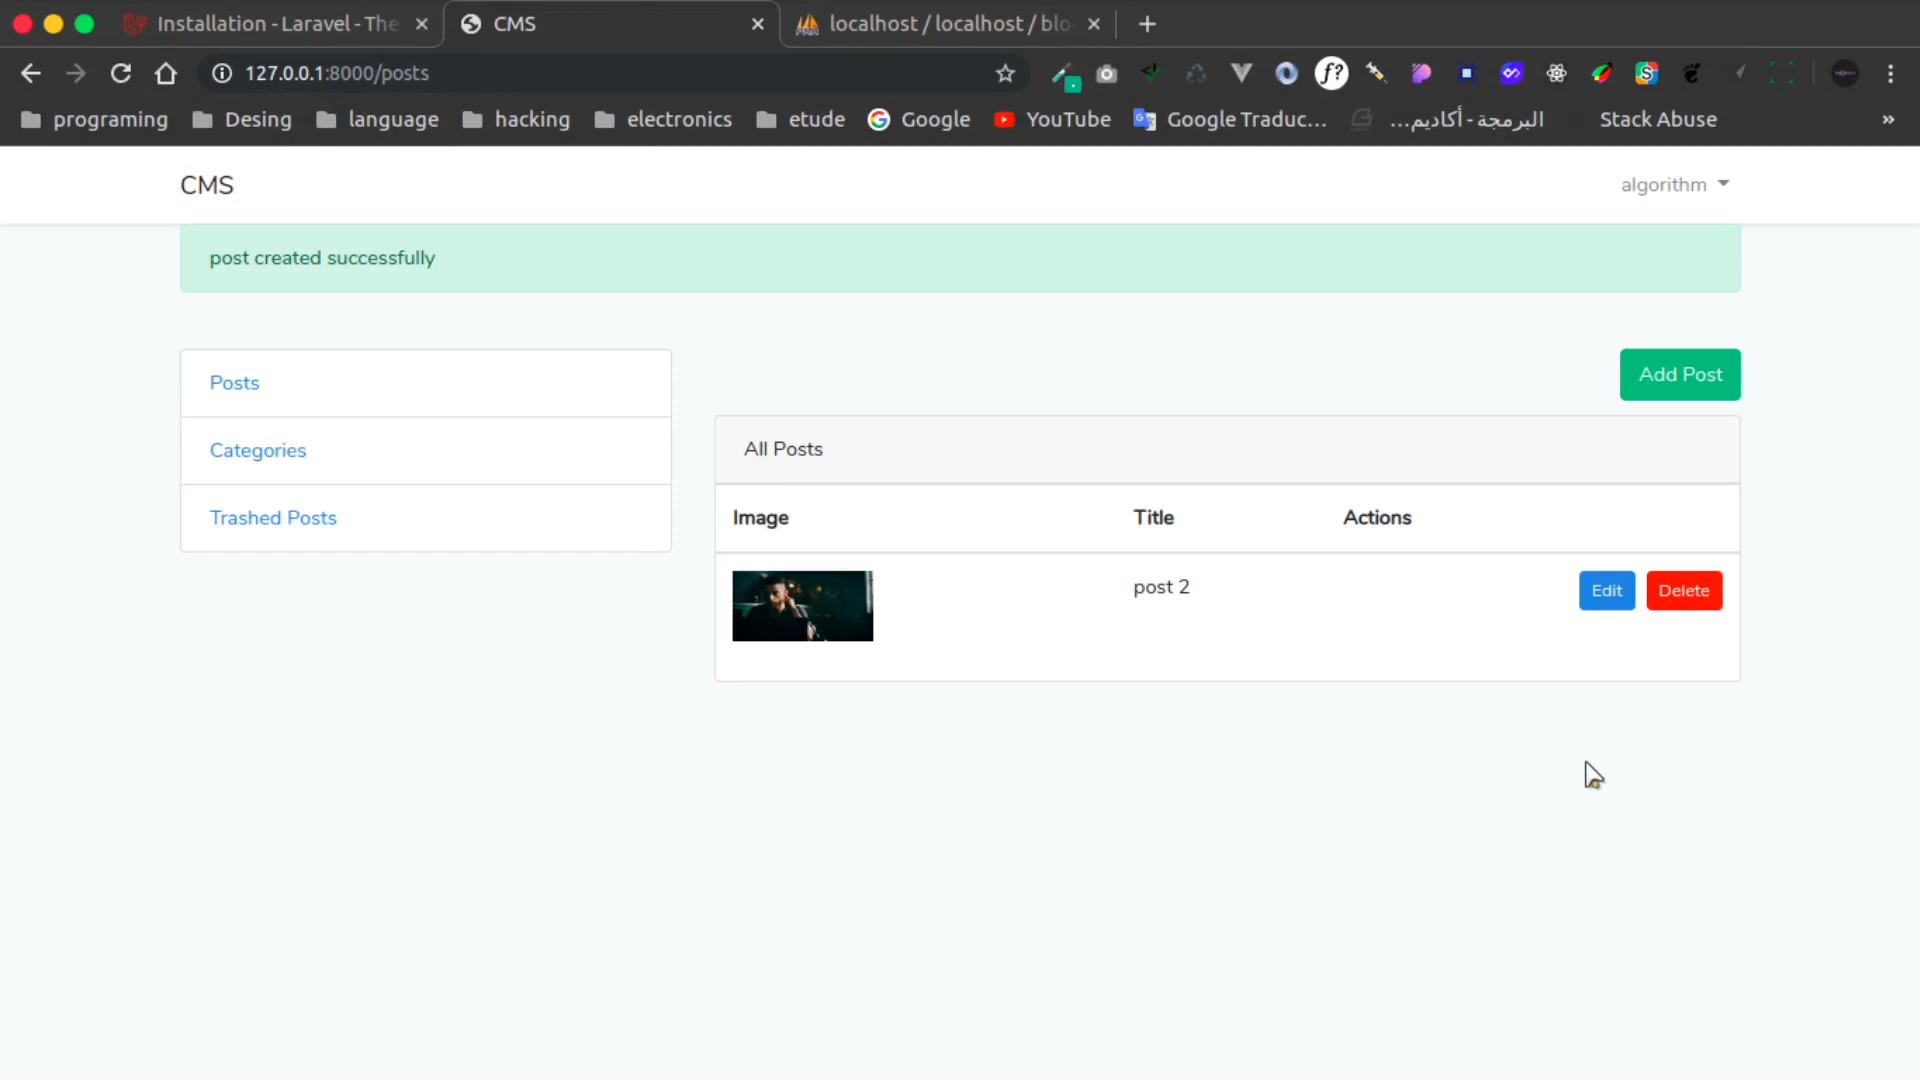 Installation - Laravel - The
CMS
localhost / localhost / blo
127.0.0.1:8000/posts
programing
Desing
language
hacking
electronics
etude
Google
YouTube
Google Traduc...
البرمجة - أكاديم...
Stack Abuse
»
CMS
algorithm
post created successfully
Posts
Categories
Trashed Posts
Add Post
All Posts
Image Title Actions
post 2 Edit Delete